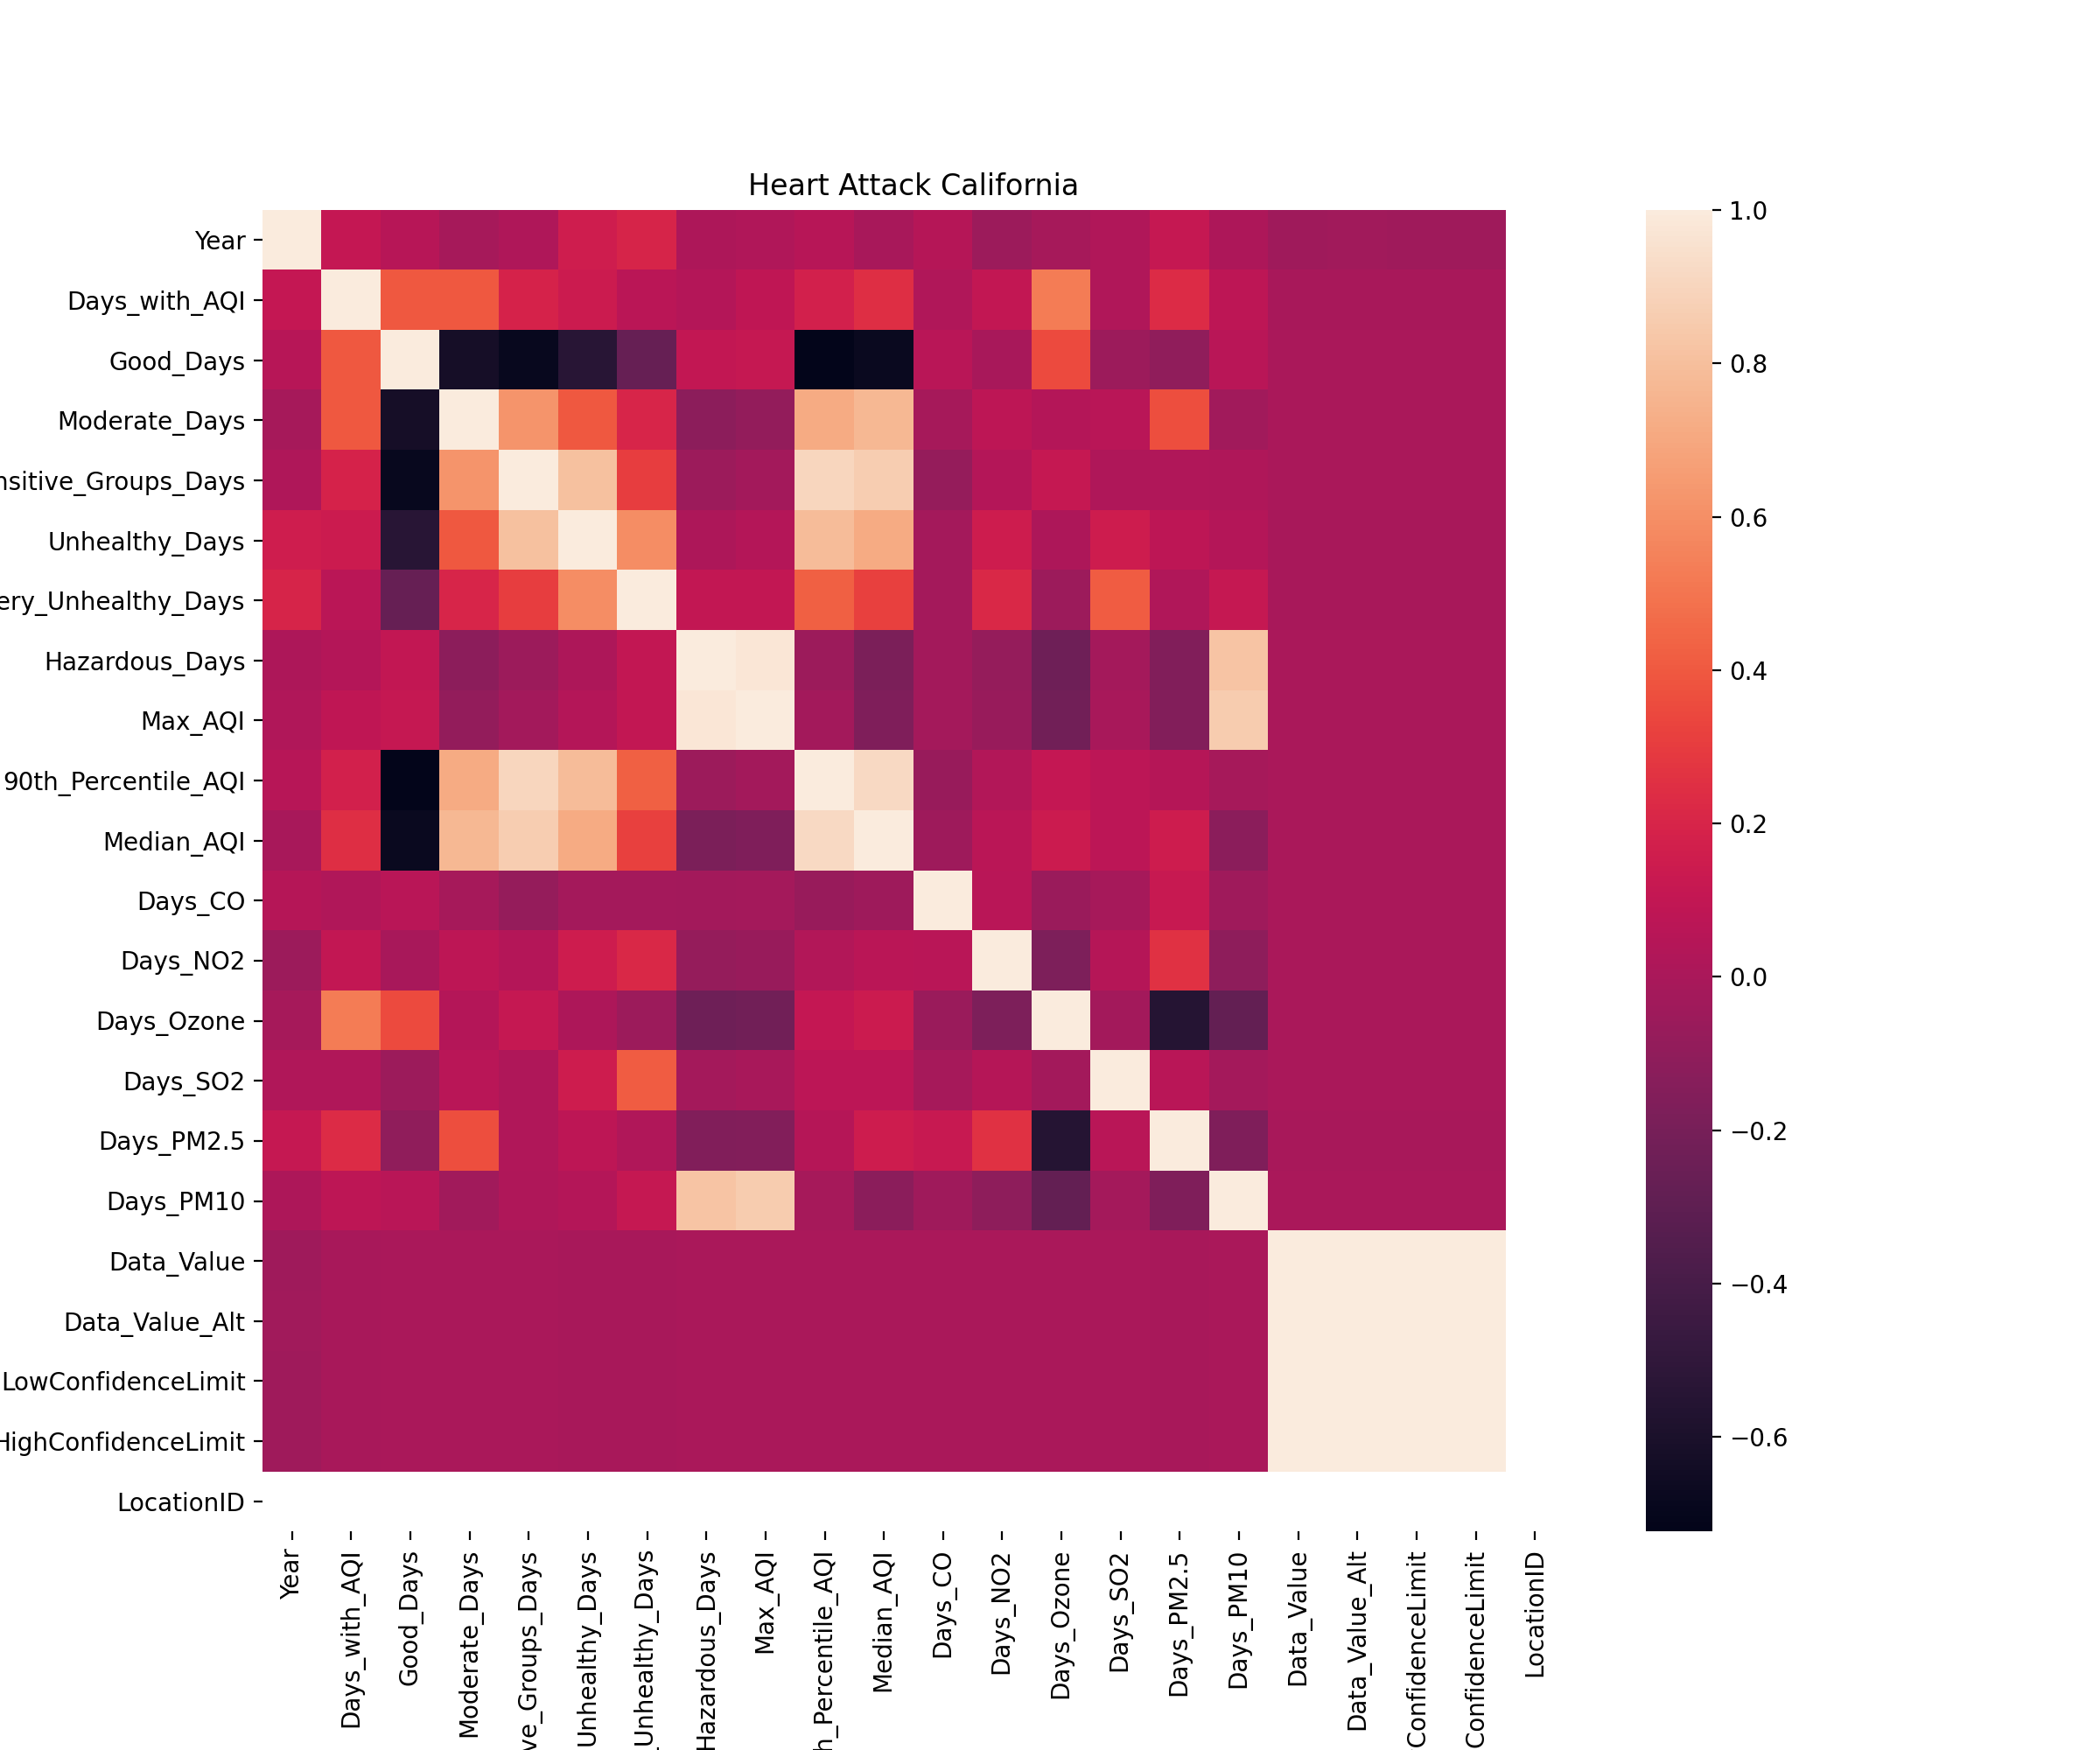 Heart Attack California
Year
Days_with_AQI
Good_Days
Moderate_Days
nsitive_Groups_Days
Unhealthy_Days
ery_Unhealthy_Days
Hazardous_Days
Max_AQI
90th_Percentile_AQI
Median_AQI
Days_CO
Days_NO2
Days_Ozone
Days_SO2
Days_PM2.5
Days_PM10
Data_Value
Data_Value_Alt
LowConfidenceLimit
HighConfidenceLimit
LocationID
Year
Days_with_AQI
Good_Days
Moderate_Days
ve_Groups_Days
Unhealthy_Days
_Unhealthy_Days
Hazardous_Days
Max_AQI
h_Percentile_AQI
Median_AQI
Days_CO
Days_NO2
Days_Ozone
Days_SO2
Days_PM2.5
Days_PM10
Data_Value
Data_Value_Alt
ConfidenceLimit
ConfidenceLimit
LocationID
1.0
0.8
0.6
0.4
0.2
0.0
−0.2
−0.4
−0.6